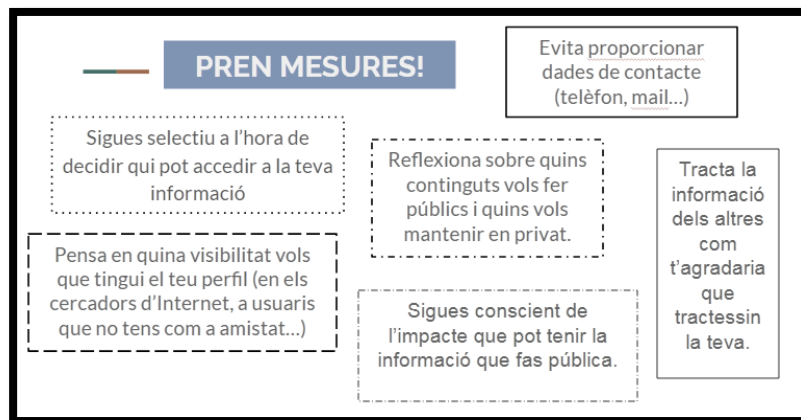 PREN MESURES!
Evita proporcionar
dades de contacte
(telèfon, mail…)
Sigues selectiu a l’hora de
decidir qui pot accedir a la teva
informació
Reflexiona sobre quins
continguts vols fer
públics i quins vols
mantenir en privat.
Tracta la
informació
dels altres
com
t’agradaria
que
tractessin
la teva.
Pensa en quina visibilitat vols
que tingui el teu perfil (en els
cercadors d’Internet, a usuaris
que no tens com a amistat…)
Sigues conscient de
l’impacte que pot tenir la
informació que fas pública.